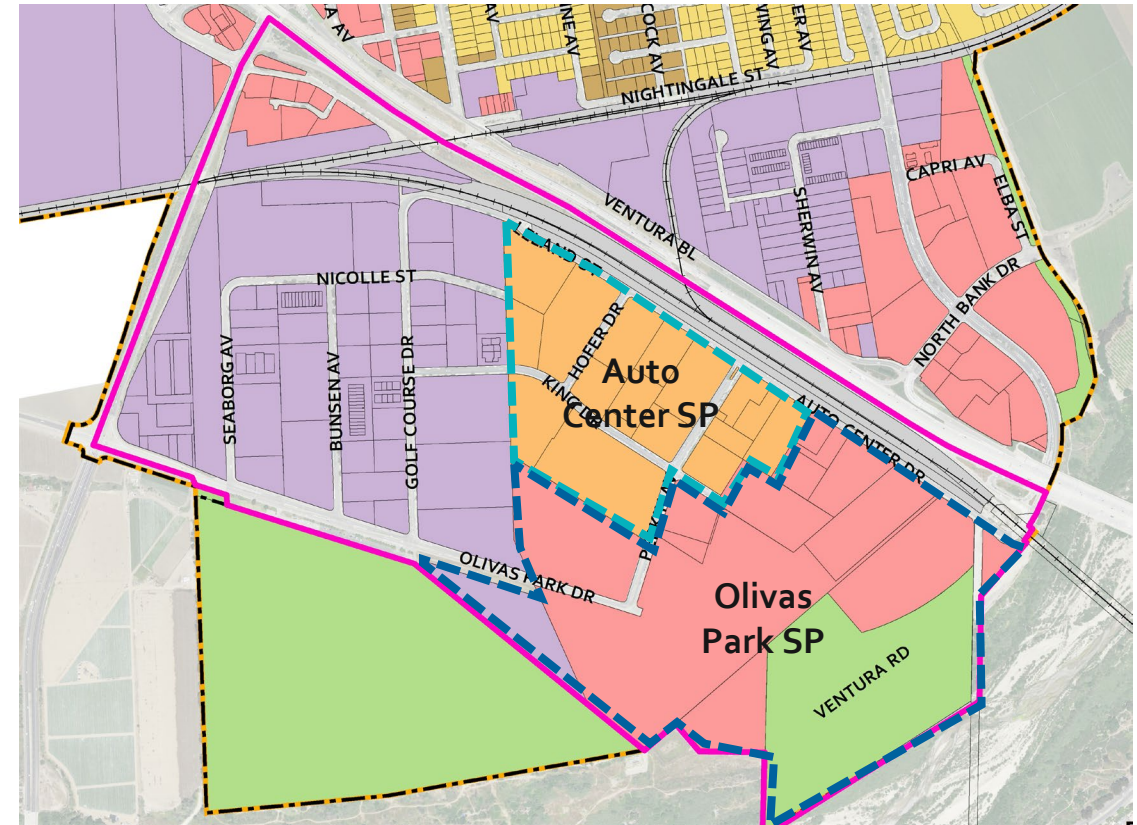 NIGHTINGALE ST
VENTURA BL
CAPRI AV
ELBA ST
SHERWIN AV
NORTH BANK DR
LELAND ST
NICOLLE ST
HOFER DR
SEABORG AV
BUNSEN AV
GOLF COURSE DR
Auto
Center SP
AUTO CENTER DR
OLIVAS PARK DR
Olivas
Park SP
VENTURA RD